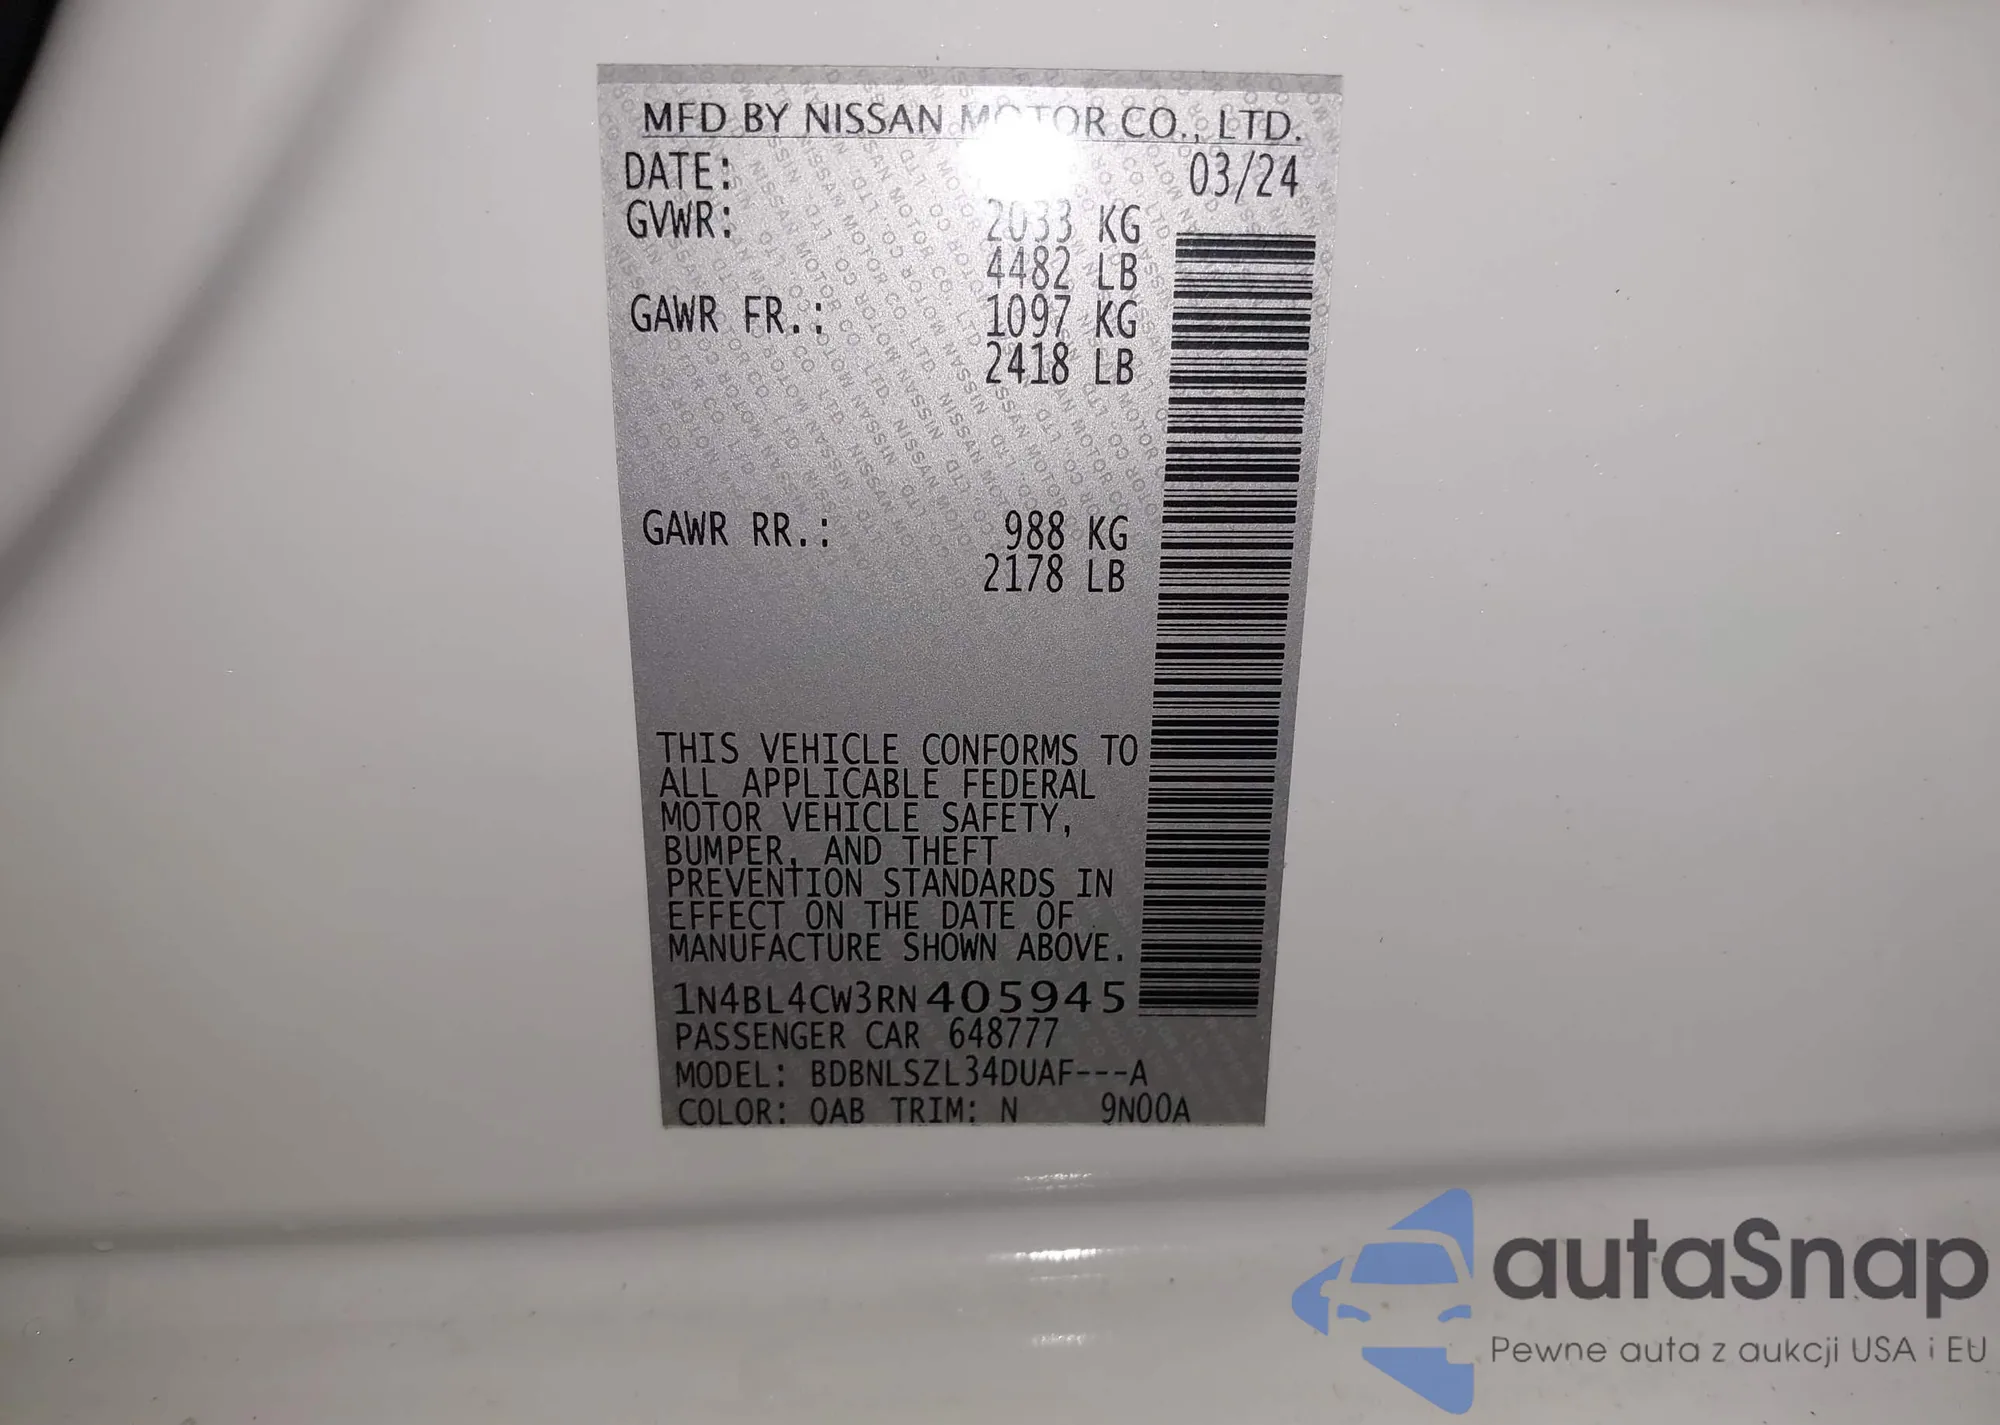 MFD BY NISSAN MOTOR CO., LTD.
DATE: 03/24
GVWR: 2033 KG
4482 LB
GAWR FR.: 1097 KG
2418 LB
GAWR RR.: 988 KG
2178 LB
THIS VEHICLE CONFORMS TO
ALL APPLICABLE FEDERAL
MOTOR VEHICLE SAFETY,
BUMPER, AND THEFT
PREVENTION STANDARDS IN
EFFECT ON THE DATE OF
MANUFACTURE SHOWN ABOVE.
1N4BL4CW3RN405945
PASSENGER CAR 648777
MODEL: BDBNLSZL34DUAF---A
COLOR: QAB TRIM: N 9N00A
autaSnap
Pewne auta z aukcji USA i EU